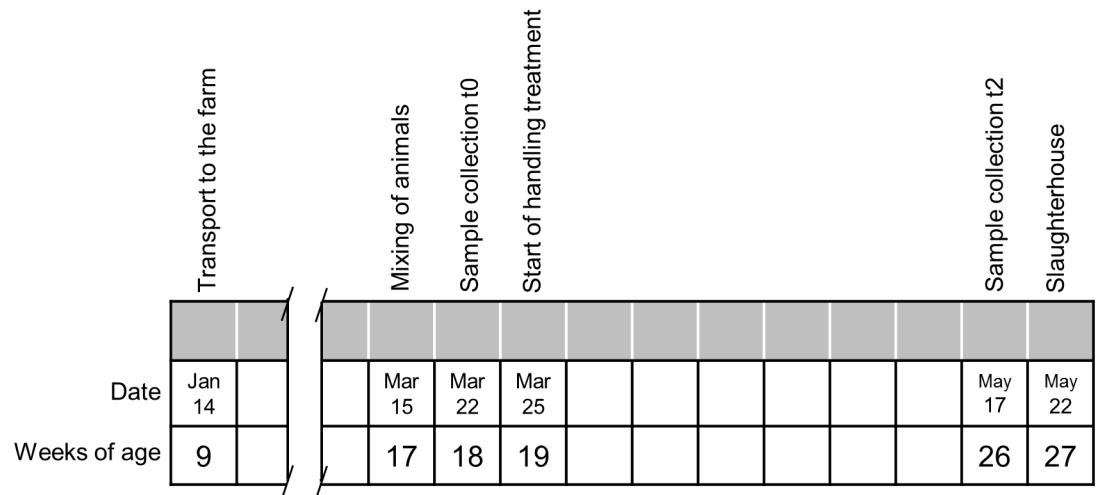 Transport to the farm
Mixing of animals
Sample collection t0
Start of handling treatment
Sample collection t2
Slaughterhouse
Date
Jan
14
Mar
15
Mar
22
Mar
25
May
17
May
22
Weeks of age
9
17
18
19
26
27